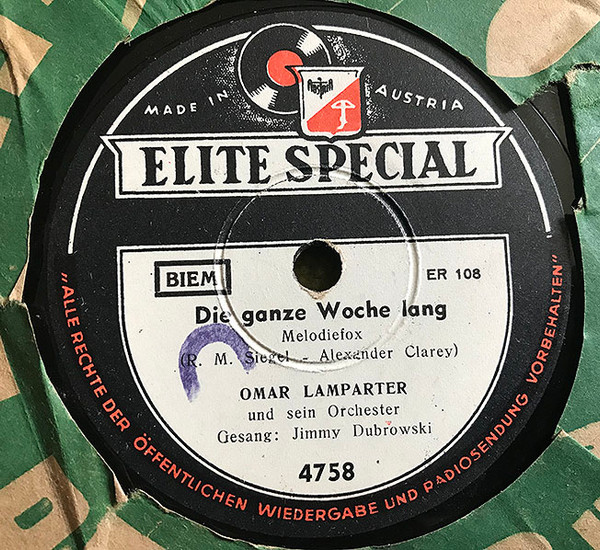 MADE IN AUSTRIA
Austroton
ELITE SPECIAL
BIEM
ER 108
Die ganze Woche lang
Melodiefox
(R. M. Siegel - Alexander Clarey)
OMAR LAMPARTER
und sein Orchester
Gesang: Jimmy Dubrowski
4758
„ALLE RECHTE DER ÖFFENTLICHEN WIEDERGABE UND RADIOSENDUNG VORBEHALTEN"